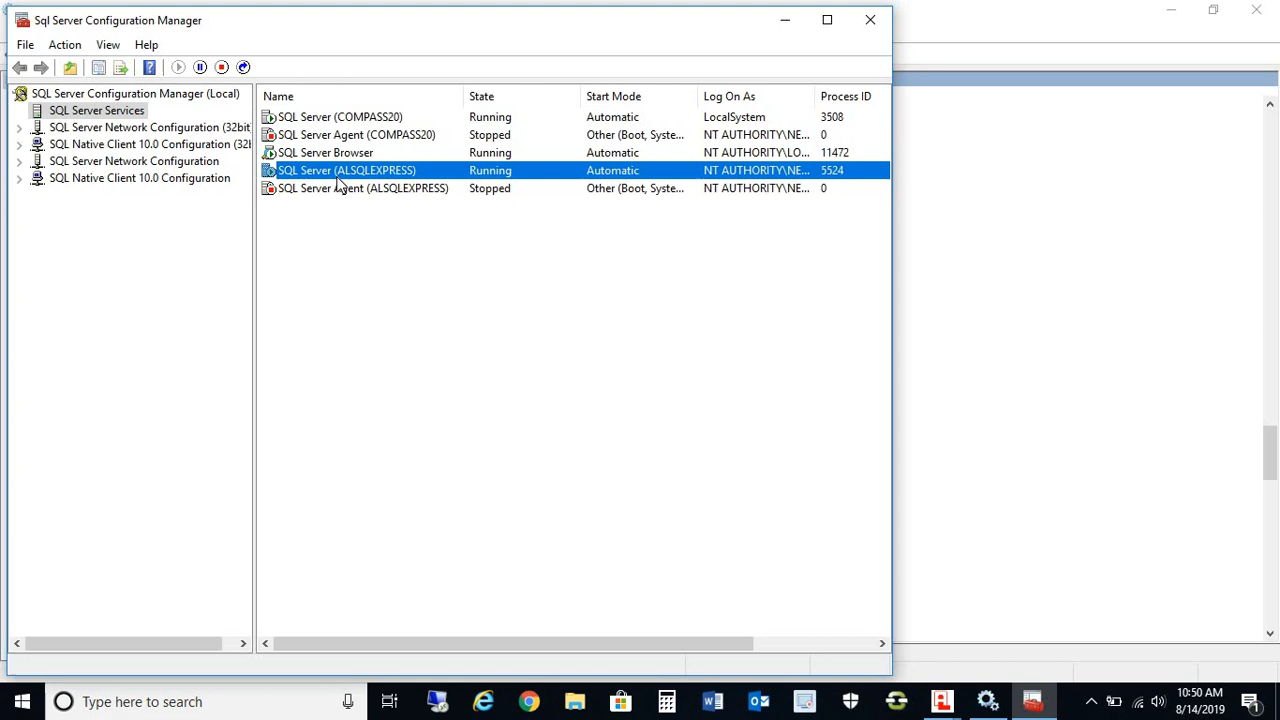 Sql Server Configuration Manager
File Action View Help
SQL Server Configuration Manager (Local)
SQL Server Services
SQL Server Network Configuration (32bit
SQL Native Client 10.0 Configuration (32l
SQL Server Network Configuration
SQL Native Client 10.0 Configuration
Name State Start Mode Log On As Process ID
SQL Server (COMPASS20) Running Automatic LocalSystem 3508
SQL Server Agent (COMPASS20) Stopped Other (Boot, Syste... NT AUTHORITY\NE... 0
SQL Server Browser Running Automatic NT AUTHORITY\LO... 11472
SQL Server (ALSQLEXPRESS) Running Automatic NT AUTHORITY\NE... 5524
SQL Server Agent (ALSQLEXPRESS) Stopped Other (Boot, Syste... NT AUTHORITY\NE... 0
Type here to search
10:50 AM
8/14/2019
1